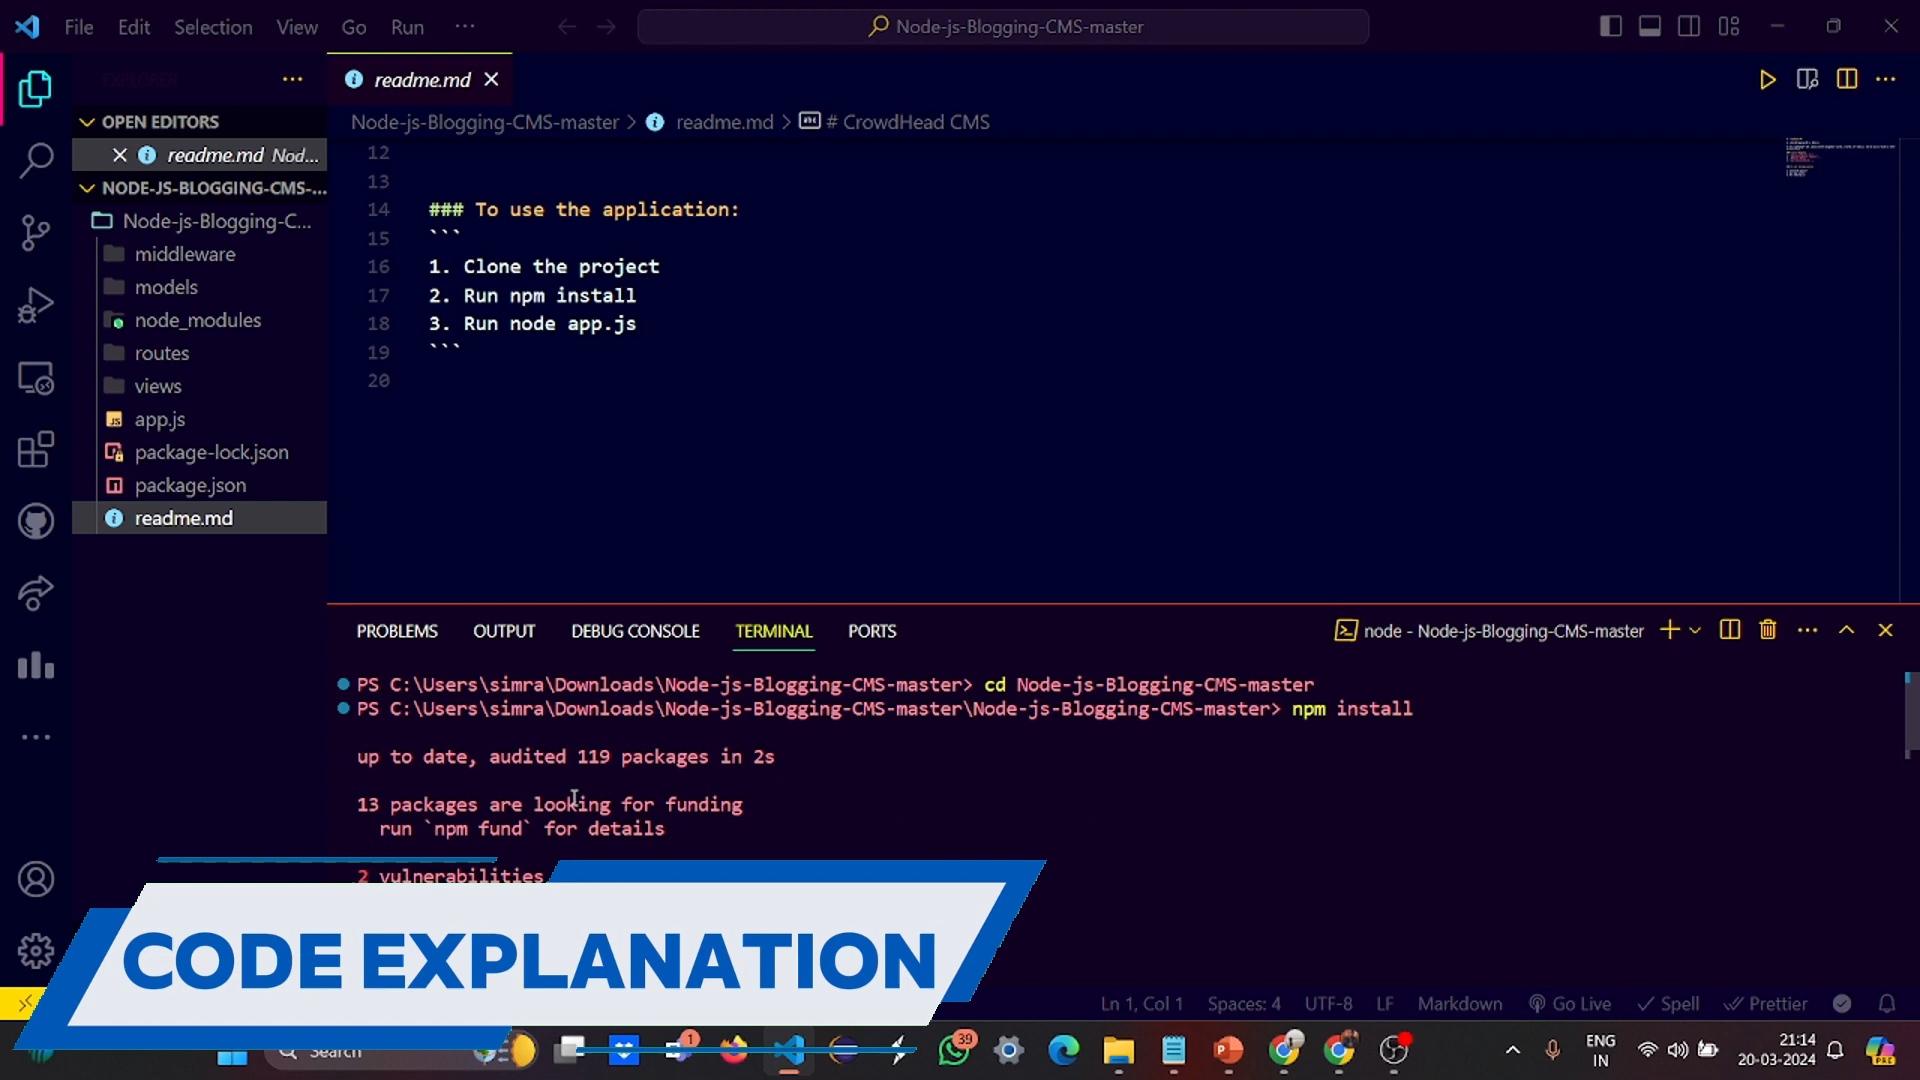 File Edit Selection View Go Run ···
Node-js-Blogging-CMS-master
EXPLORER
readme.md
OPEN EDITORS
readme.md Nod...
NODE-JS-BLOGGING-CMS-...
Node-js-Blogging-C...
middleware
models
node_modules
routes
views
app.js
package-lock.json
package.json
readme.md
Node-js-Blogging-CMS-master > readme.md > # CrowdHead CMS
12
13
14 ### To use the application:
15 ```
16 1. Clone the project
17 2. Run npm install
18 3. Run node app.js
19 ```
20
PROBLEMS OUTPUT DEBUG CONSOLE TERMINAL PORTS
node - Node-js-Blogging-CMS-master
PS C:\Users\simra\Downloads\Node-js-Blogging-CMS-master> cd Node-js-Blogging-CMS-master
PS C:\Users\simra\Downloads\Node-js-Blogging-CMS-master\Node-js-Blogging-CMS-master> npm install
up to date, audited 119 packages in 2s
13 packages are looking for funding
run `npm fund` for details
2 vulnerabilities
CODE EXPLANATION
Ln 1, Col 1 Spaces: 4 UTF-8 LF Markdown Go Live Spell Prettier
Search
1
39
ENG
IN
21:14
20-03-2024
PRE